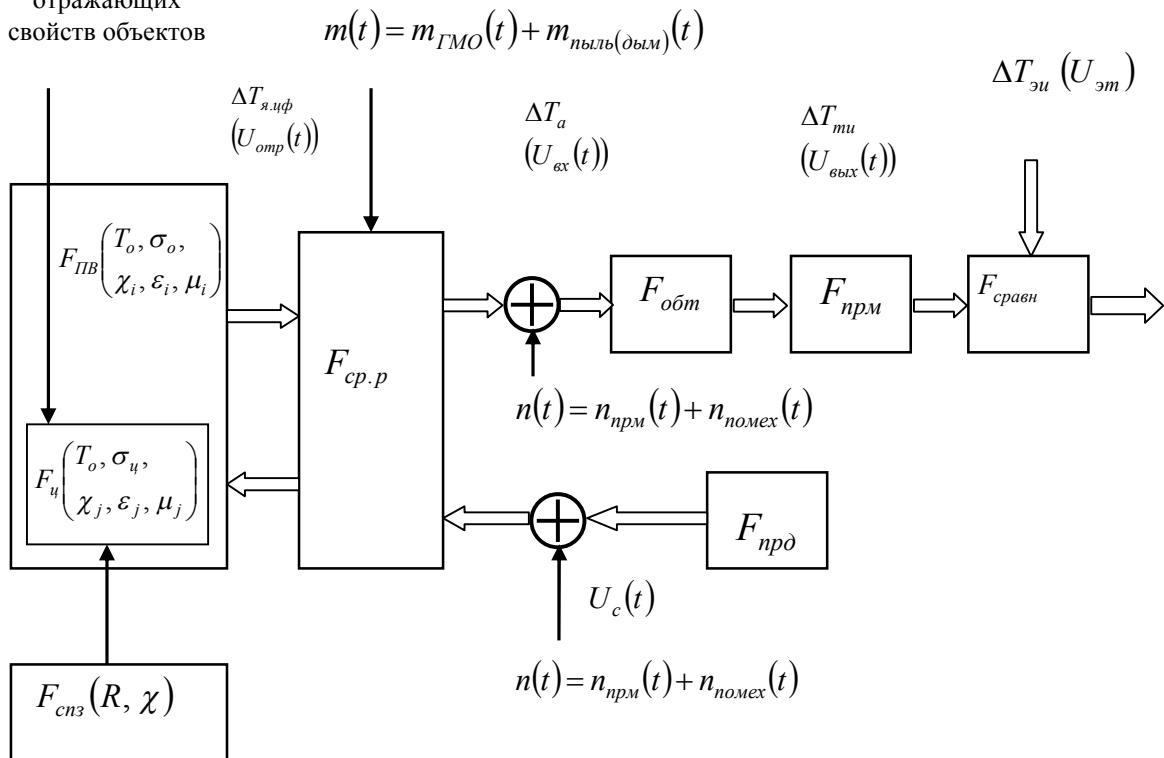 отражающих
свойств объектов
m(t) = m_ГМО(t) + m_пыль(дым)(t)
ΔT_эи (U_эт)
ΔT_я.цф
(U_отр(t))
ΔT_а
(U_вх(t))
ΔT_ти
(U_вых(t))
F_ПВ(T_о, σ_о,
χ_i, ε_i, μ_i)
F_обт
F_прм
F_сравн
F_ср.р
n(t) = n_прм(t) + n_помех(t)
F_ц(T_о, σ_ц,
χ_j, ε_j, μ_j)
F_прд
U_с(t)
n(t) = n_прм(t) + n_помех(t)
F_спз(R, χ)